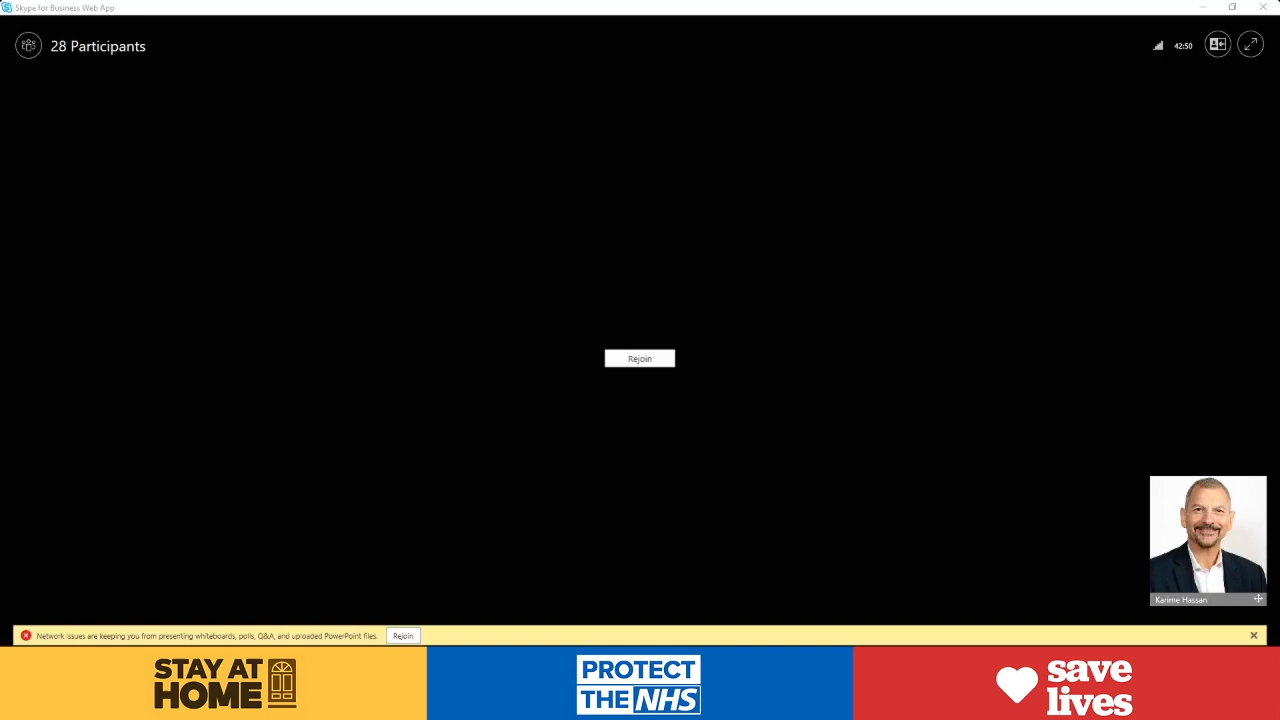 Skype for Business Web App
28 Participants
42:50
Rejoin
Karime Hassan
Network issues are keeping you from presenting whiteboards, polls, Q&A, and uploaded PowerPoint files.
Rejoin
STAY AT
HOME
PROTECT
THE NHS
save
lives